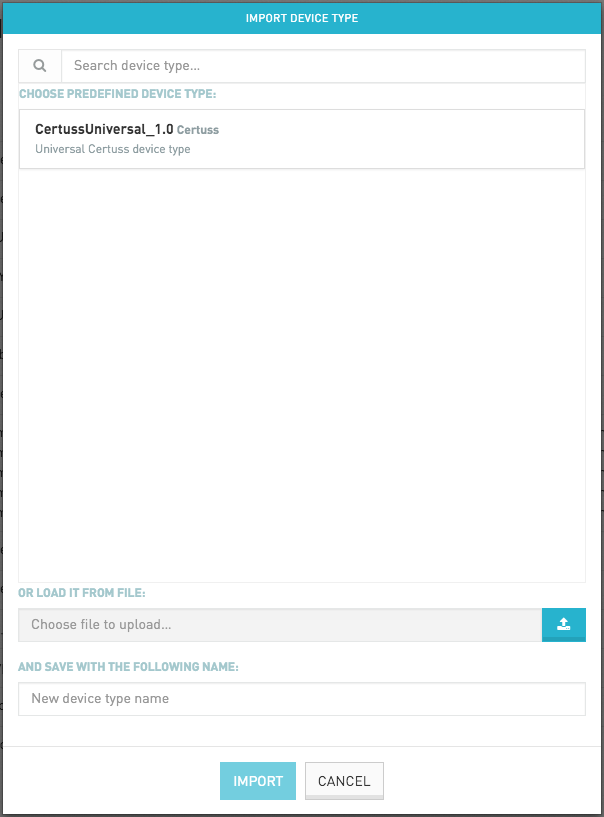 IMPORT DEVICE TYPE
Search device type...
CHOOSE PREDEFINED DEVICE TYPE:
CertussUniversal_1.0 Certuss
Universal Certuss device type
OR LOAD IT FROM FILE:
Choose file to upload...
AND SAVE WITH THE FOLLOWING NAME:
New device type name
IMPORT CANCEL